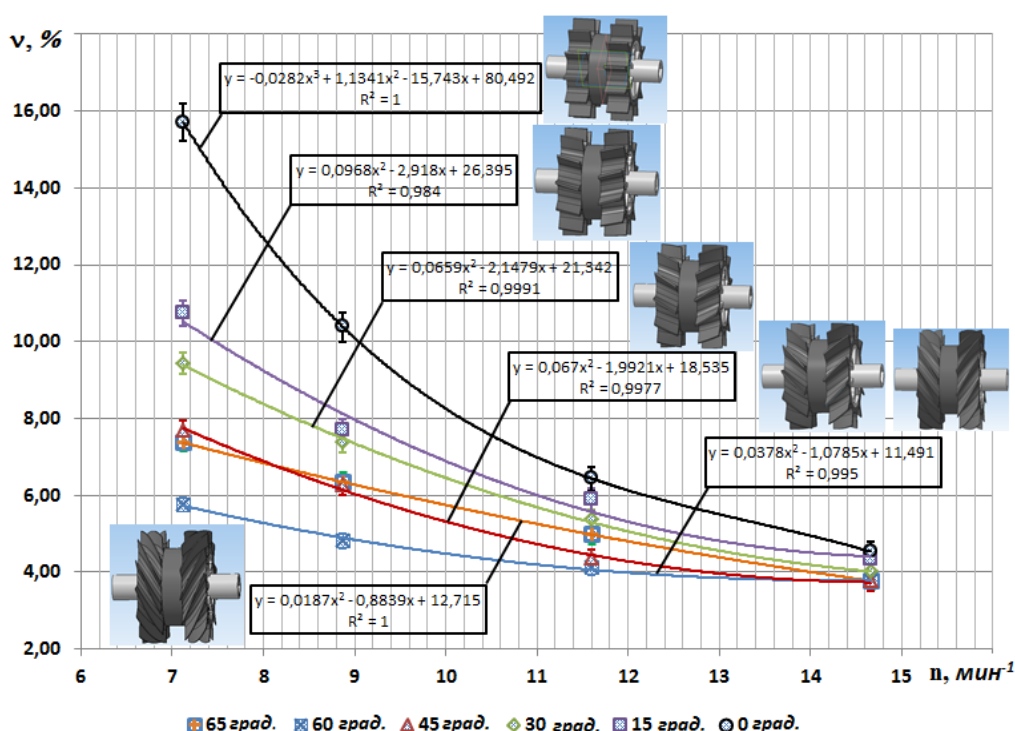 ν, %
16,00
14,00
12,00
10,00
8,00
6,00
4,00
2,00
y = -0,0282x³ + 1,1341x² - 15,743x + 80,492
R² = 1
y = 0,0968x² - 2,918x + 26,395
R² = 0,984
y = 0,0659x² - 2,1479x + 21,342
R² = 0,9991
y = 0,067x² - 1,9921x + 18,535
R² = 0,9977
y = 0,0378x² - 1,0785x + 11,491
R² = 0,995
y = 0,0187x² - 0,8839x + 12,715
R² = 1
6 7 8 9 10 11 12 13 14 15 n, мин⁻¹
65 град. 60 град. 45 град. 30 град. 15 град. 0 град.